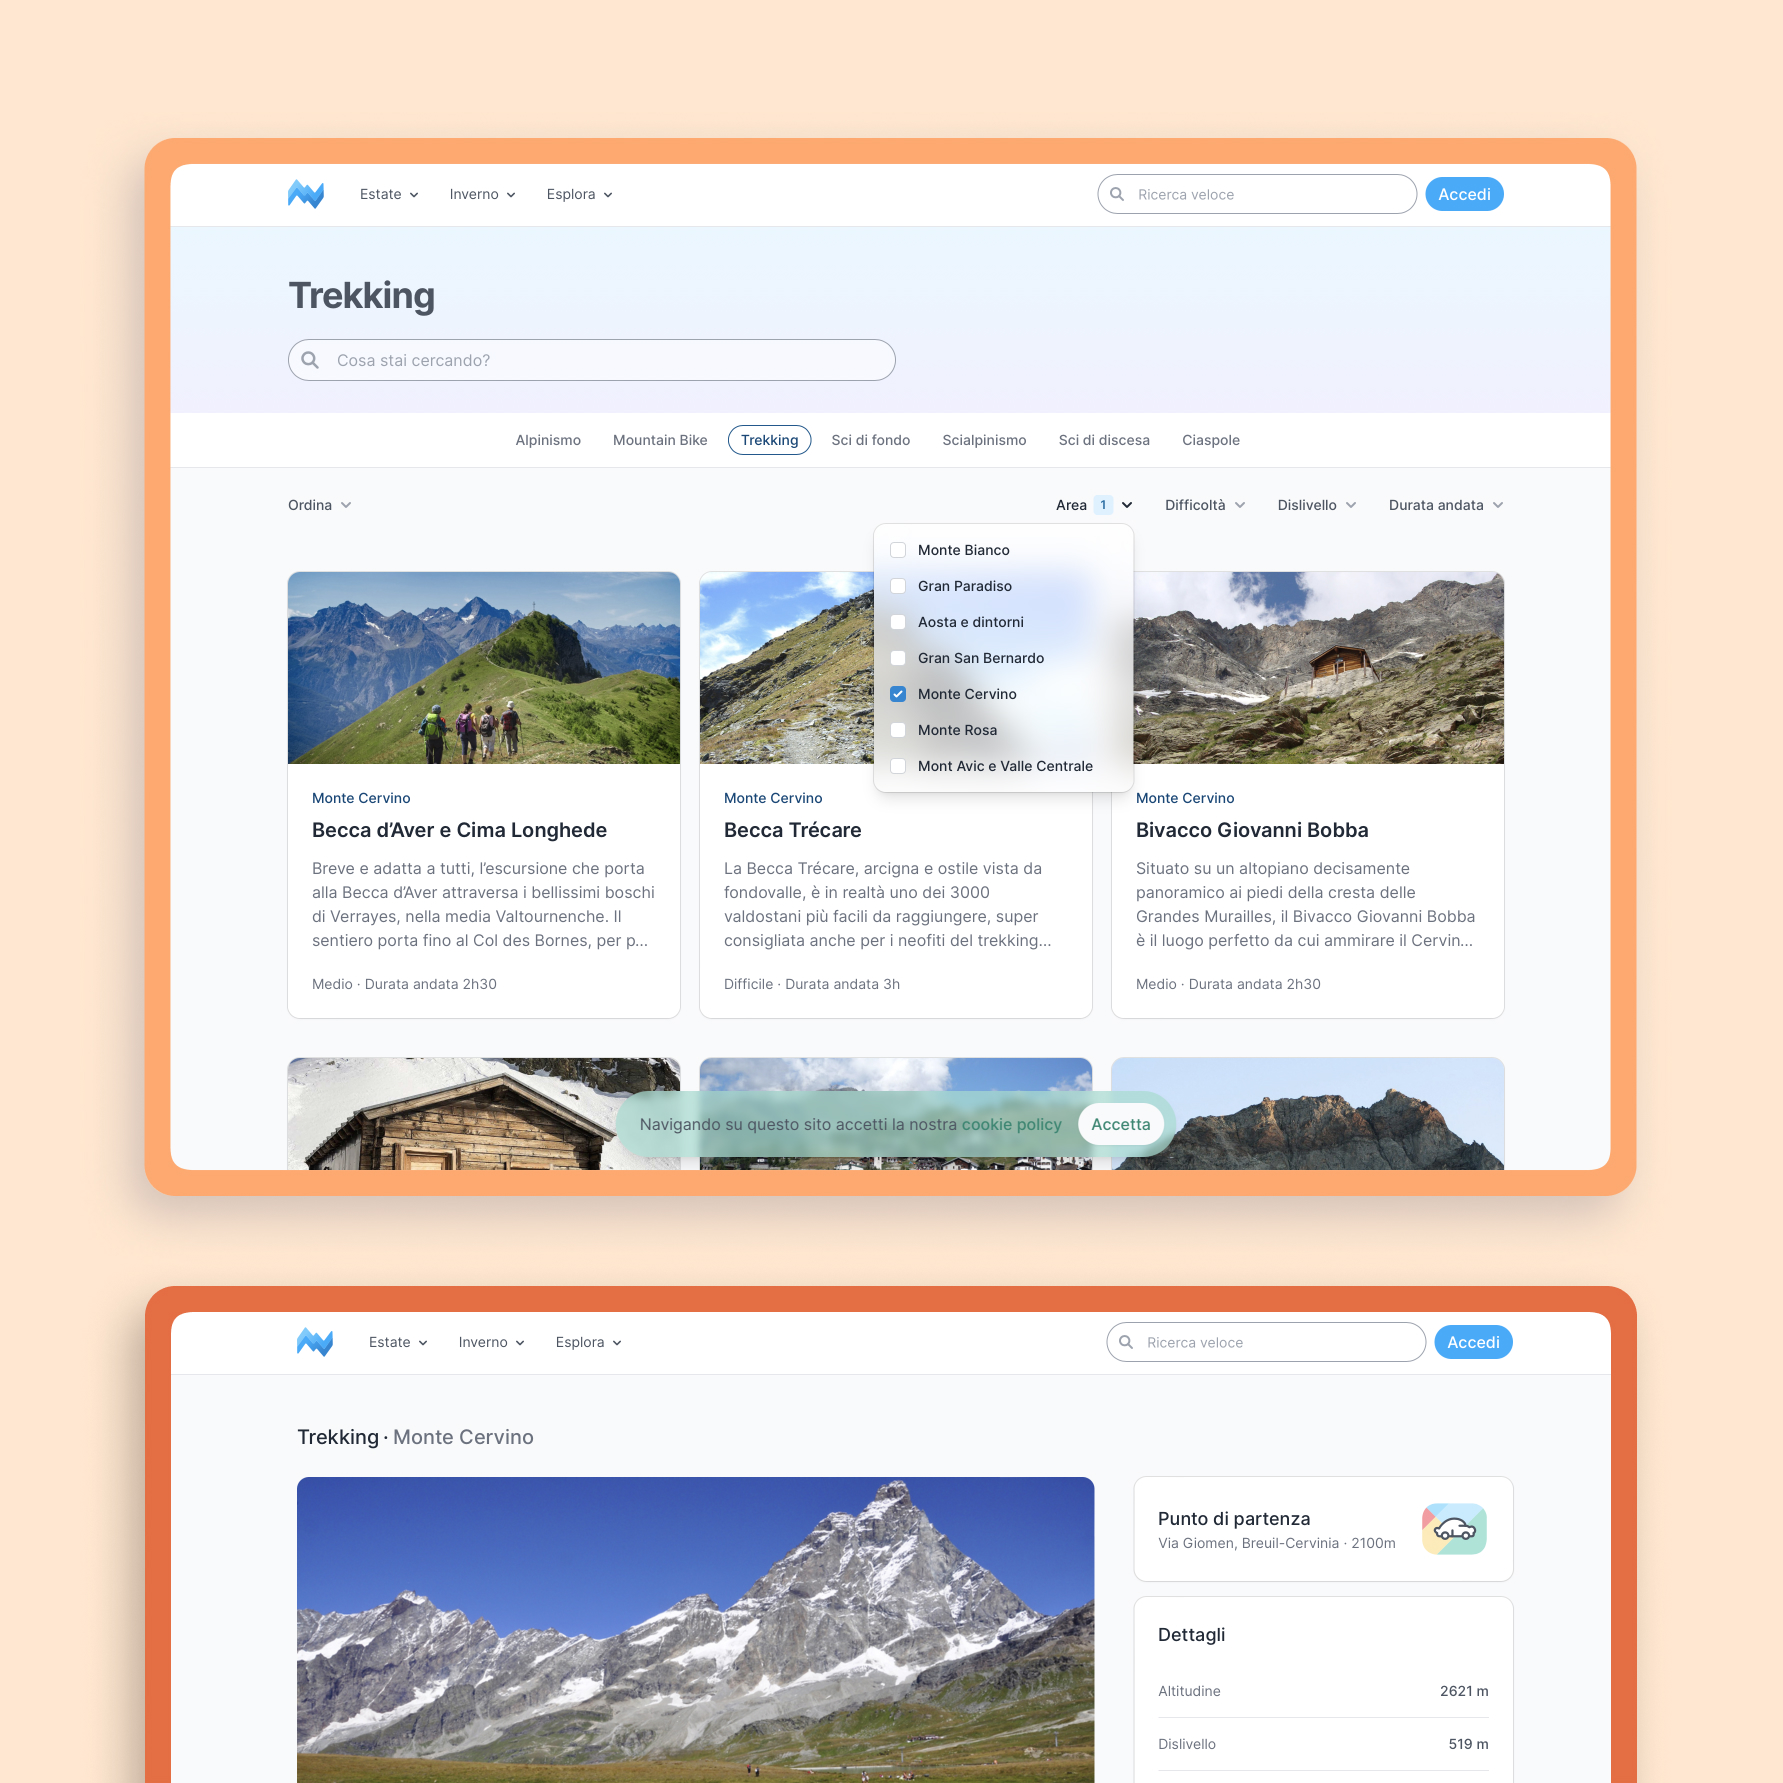 Estate
Inverno
Esplora
Ricerca veloce
Accedi
Trekking
Cosa stai cercando?
Alpinismo
Mountain Bike
Trekking
Sci di fondo
Scialpinismo
Sci di discesa
Ciaspole
Ordina
Area 1
Difficoltà
Dislivello
Durata andata
Monte Bianco
Gran Paradiso
Aosta e dintorni
Gran San Bernardo
Monte Cervino
Monte Rosa
Mont Avic e Valle Centrale
Monte Cervino
Becca d’Aver e Cima Longhede
Breve e adatta a tutti, l’escursione che porta
alla Becca d’Aver attraversa i bellissimi boschi
di Verrayes, nella media Valtournenche. Il
sentiero porta fino al Col des Bornes, per p...
Medio · Durata andata 2h30
Monte Cervino
Becca Trécare
La Becca Trécare, arcigna e ostile vista da
fondovalle, è in realtà uno dei 3000
valdostani più facili da raggiungere, super
consigliata anche per i neofiti del trekking...
Difficile · Durata andata 3h
Monte Cervino
Bivacco Giovanni Bobba
Situato su un altopiano decisamente
panoramico ai piedi della cresta delle
Grandes Murailles, il Bivacco Giovanni Bobba
è il luogo perfetto da cui ammirare il Cervin...
Medio · Durata andata 2h30
Navigando su questo sito accetti la nostra cookie policy
Accetta
Estate
Inverno
Esplora
Ricerca veloce
Accedi
Trekking · Monte Cervino
Punto di partenza
Via Giomen, Breuil-Cervinia · 2100m
Dettagli
Altitudine 2621 m
Dislivello 519 m